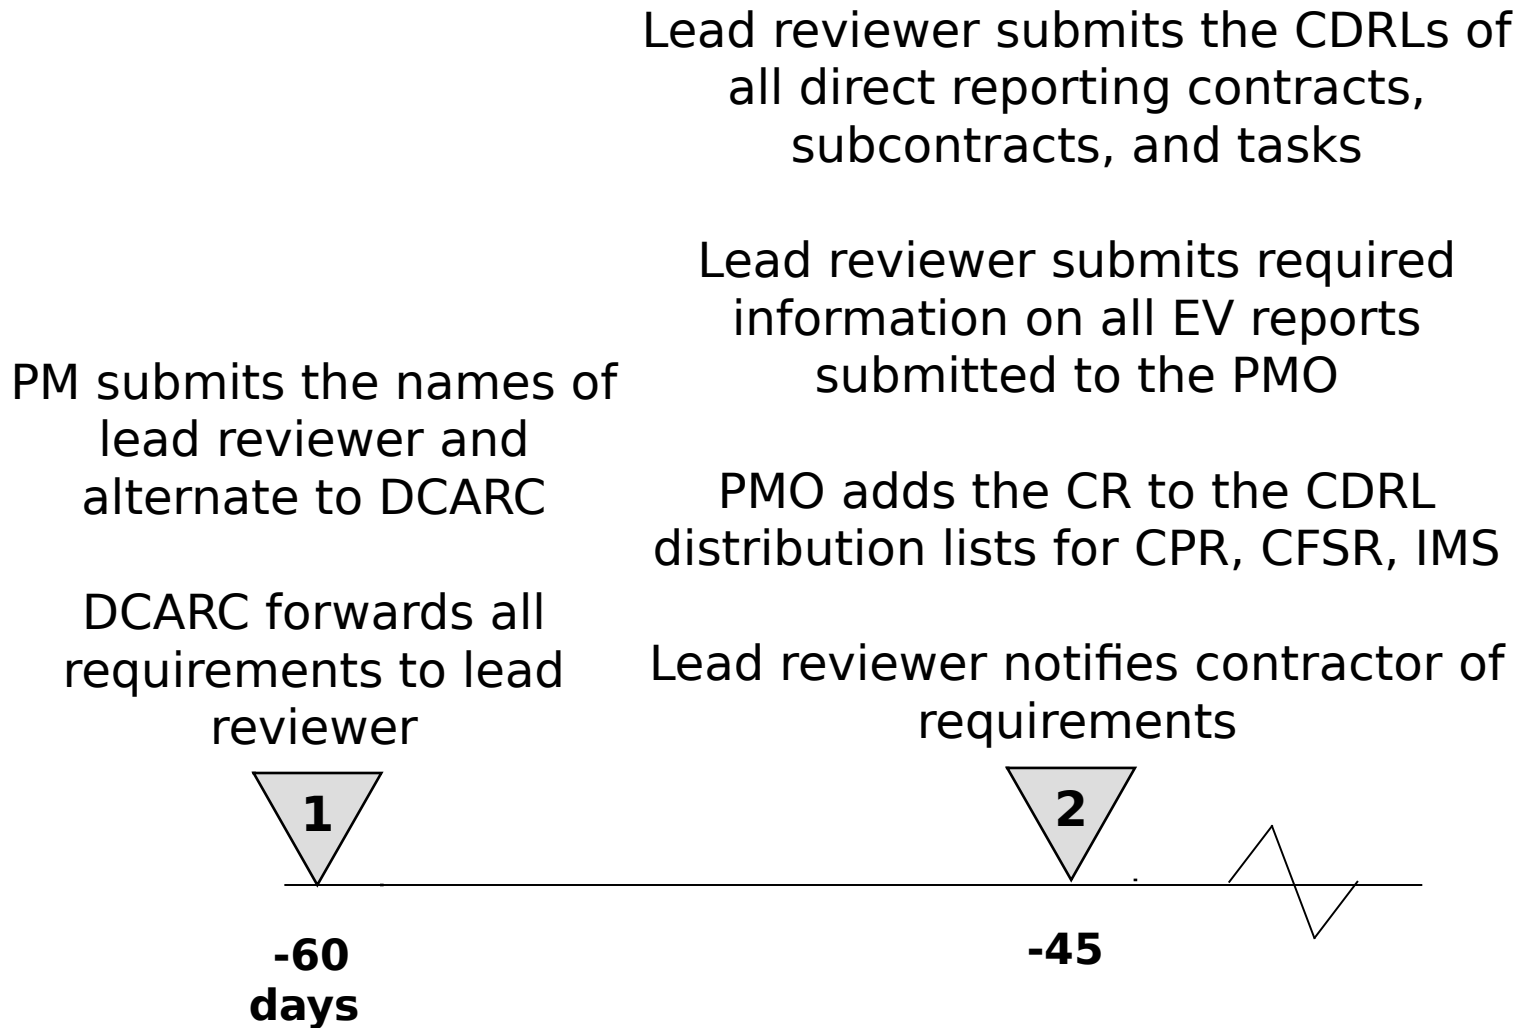 PM submits the names of
lead reviewer and
alternate to DCARC
DCARC forwards all
requirements to lead
reviewer
1
-60
days
Lead reviewer submits the CDRLs of
all direct reporting contracts,
subcontracts, and tasks
Lead reviewer submits required
information on all EV reports
submitted to the PMO
PMO adds the CR to the CDRL
distribution lists for CPR, CFSR, IMS
Lead reviewer notifies contractor of
requirements
2
-45